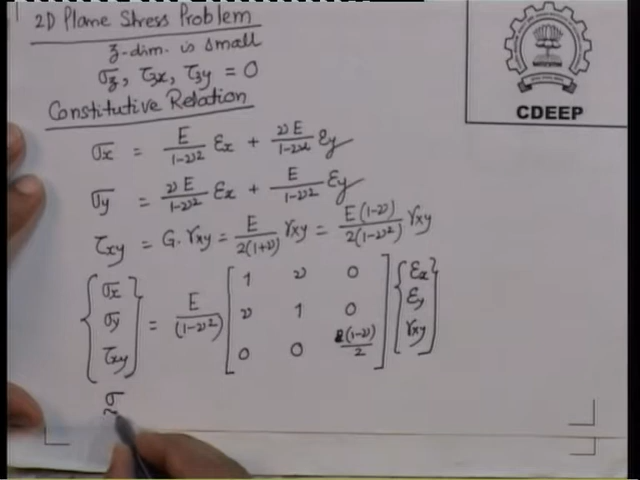 2D Plane Stress Problem
z-dim. is small
σz, τzx, τzy = 0
Constitutive Relation
σx = E/(1-ν²) εx + νE/(1-ν²) εy
σy = νE/(1-ν²) εx + E/(1-ν²) εy
τxy = G. γxy = E/2(1+ν) γxy = E(1-ν)/2(1-ν²) γxy
{σx σy τxy} = E/(1-ν²) [1 ν 0; ν 1 0; 0 0 (1-ν)/2] {εx εy γxy}
σ
CDEEP